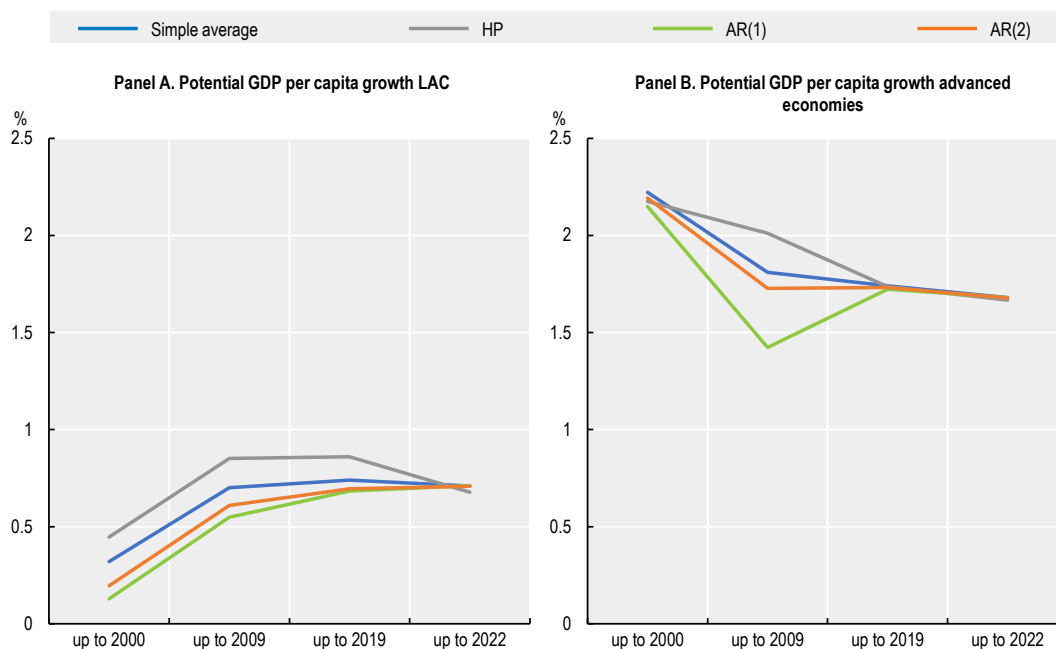 Simple average HP AR(1) AR(2)
Panel A. Potential GDP per capita growth LAC
%
2.5
2
1.5
1
0.5
0
up to 2000 up to 2009 up to 2019 up to 2022
Panel B. Potential GDP per capita growth advanced
economies
%
2.5
2
1.5
1
0.5
0
up to 2000 up to 2009 up to 2019 up to 2022